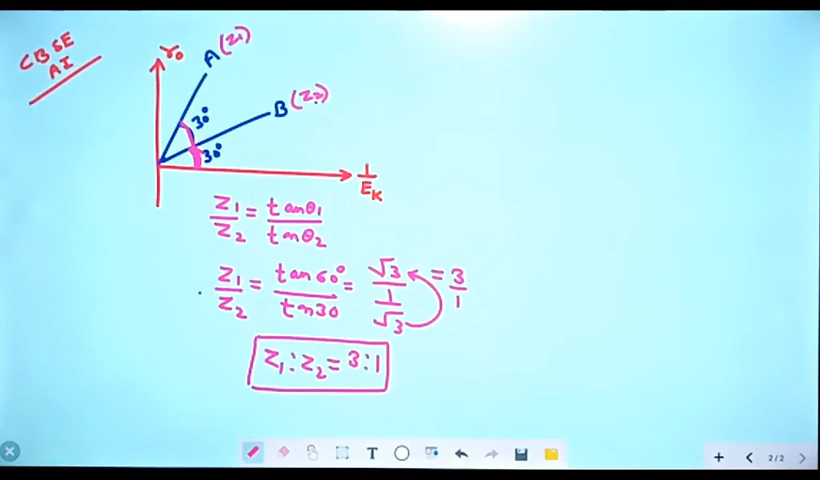 CBSE
AI
r₀
A (Z₁)
B (Z₂)
30°
30°
1/E_K
Z₁/Z₂ = tanθ₁/tanθ₂
Z₁/Z₂ = tan60°/tan30 = √3/(1/√3) = 3/1
Z₁ : Z₂ = 3 : 1
T
2/2